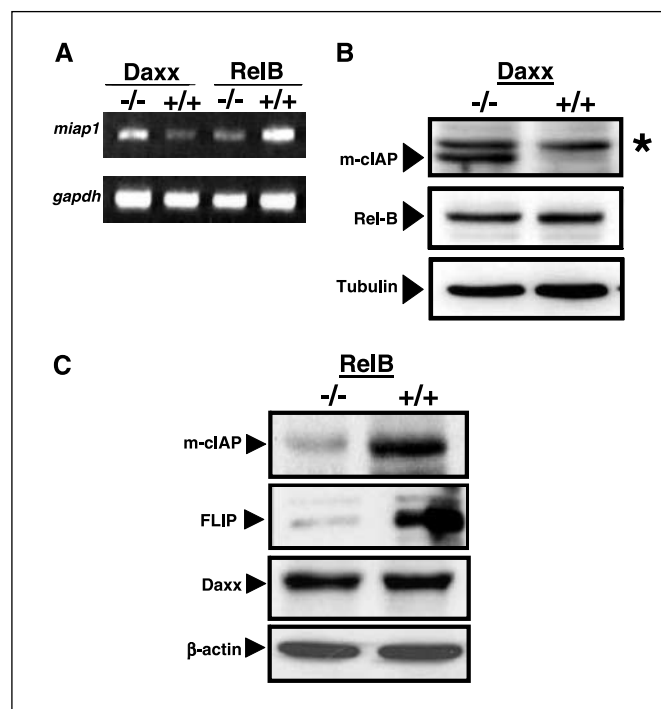 A
Daxx RelB
-/- +/+ -/- +/+
miap1
gapdh
B
Daxx
-/- +/+
m-cIAP
*
Rel-B
Tubulin
C
RelB
-/- +/+
m-cIAP
FLIP
Daxx
β-actin